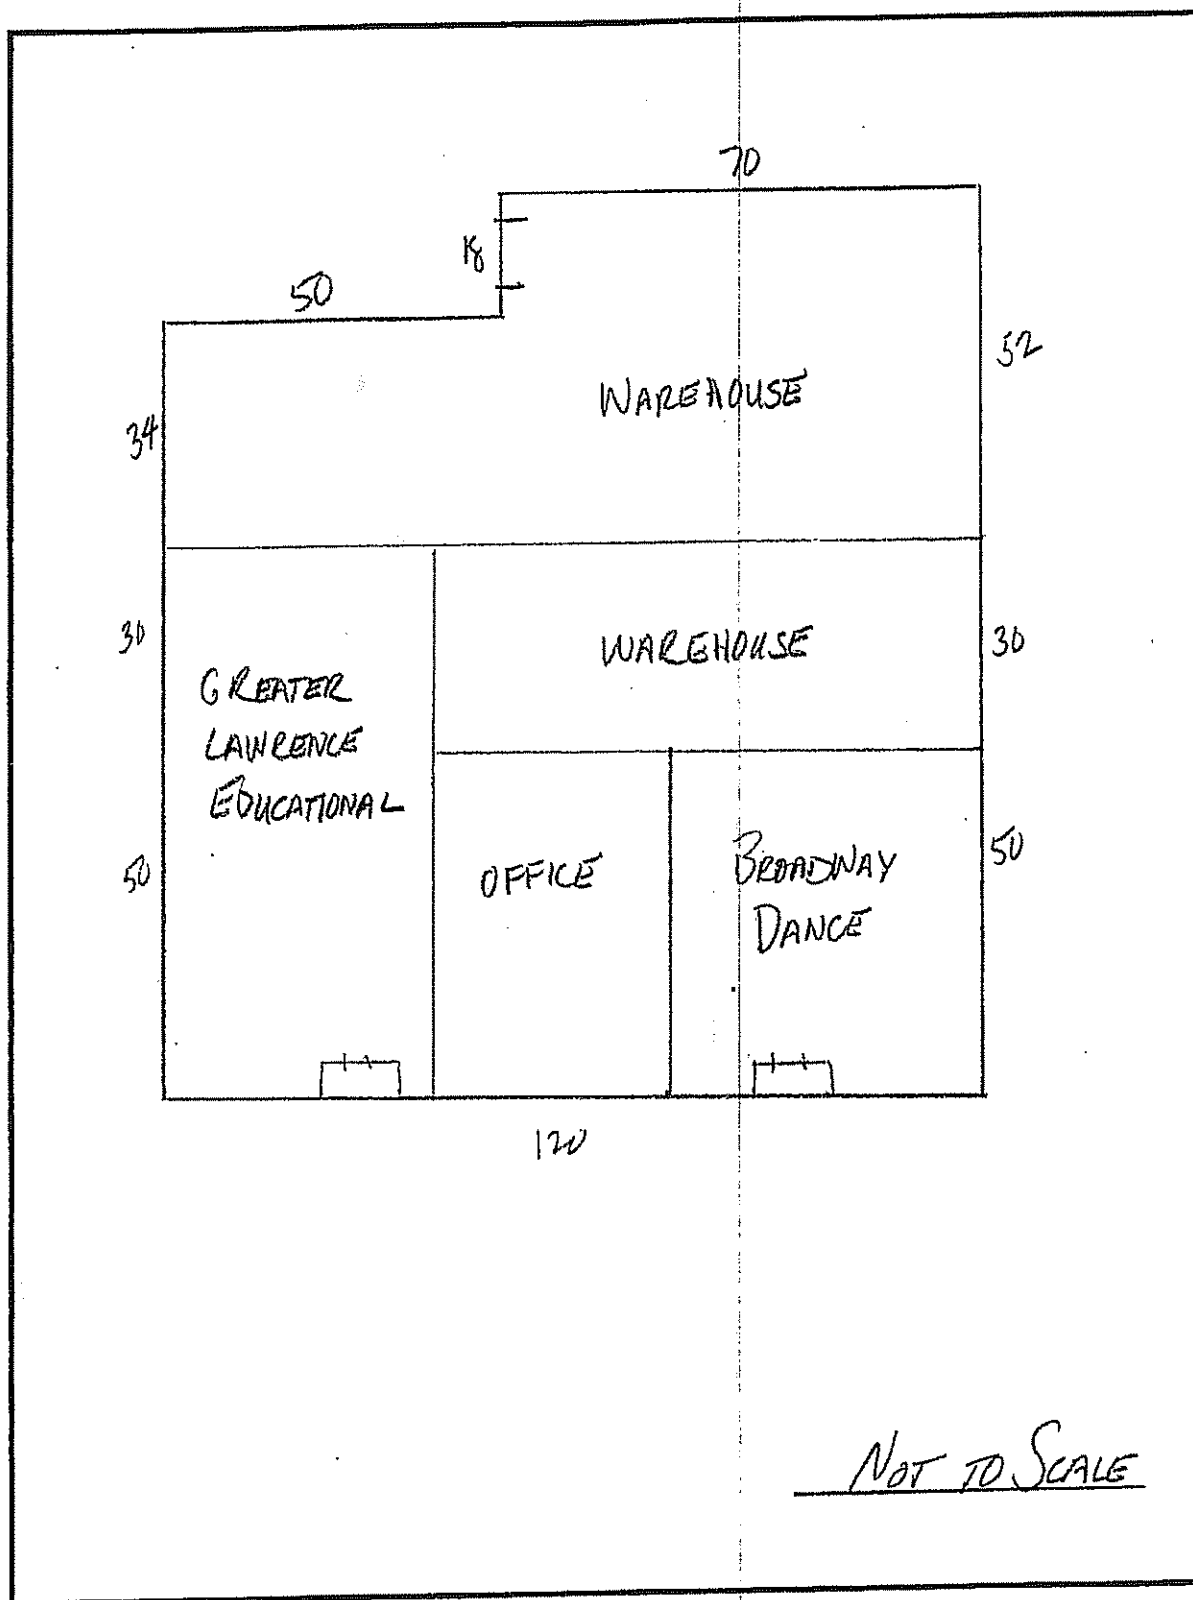 70
18
50
52
WAREHOUSE
34
30
WAREHOUSE
30
GREATER
LAWRENCE
EDUCATIONAL
50
OFFICE
BROADWAY
DANCE
50
120
NOT TO SCALE